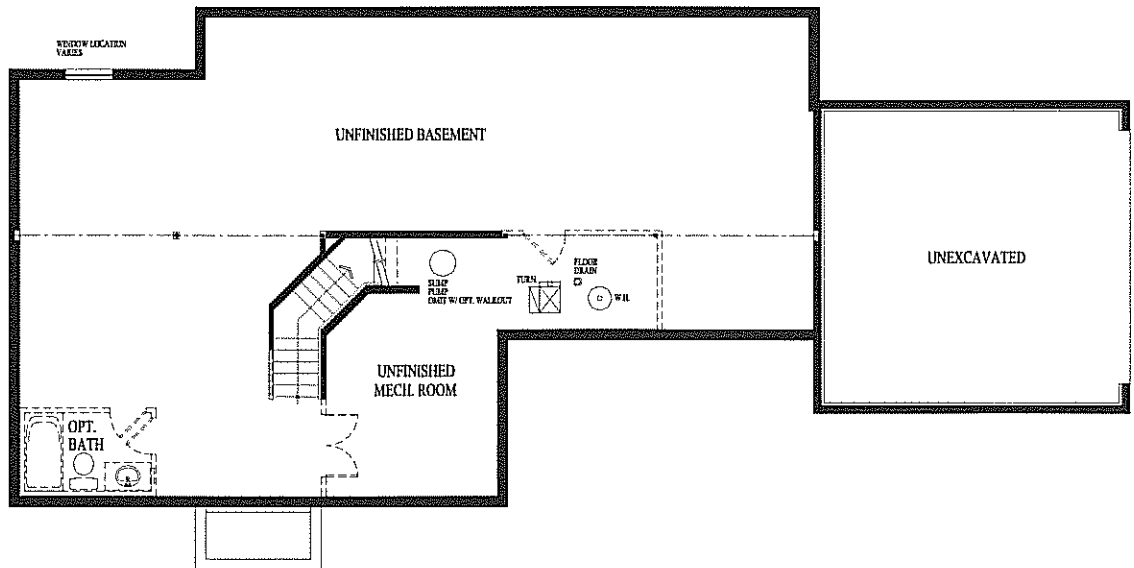 WINDOW LOCATION
VARIES
UNFINISHED BASEMENT
UNEXCAVATED
SUMP
PUMP
OMIT W/ OPT. WALKOUT
FURN
FLOOR
DRAIN
W.H.
UNFINISHED
MECH. ROOM
OPT.
BATH